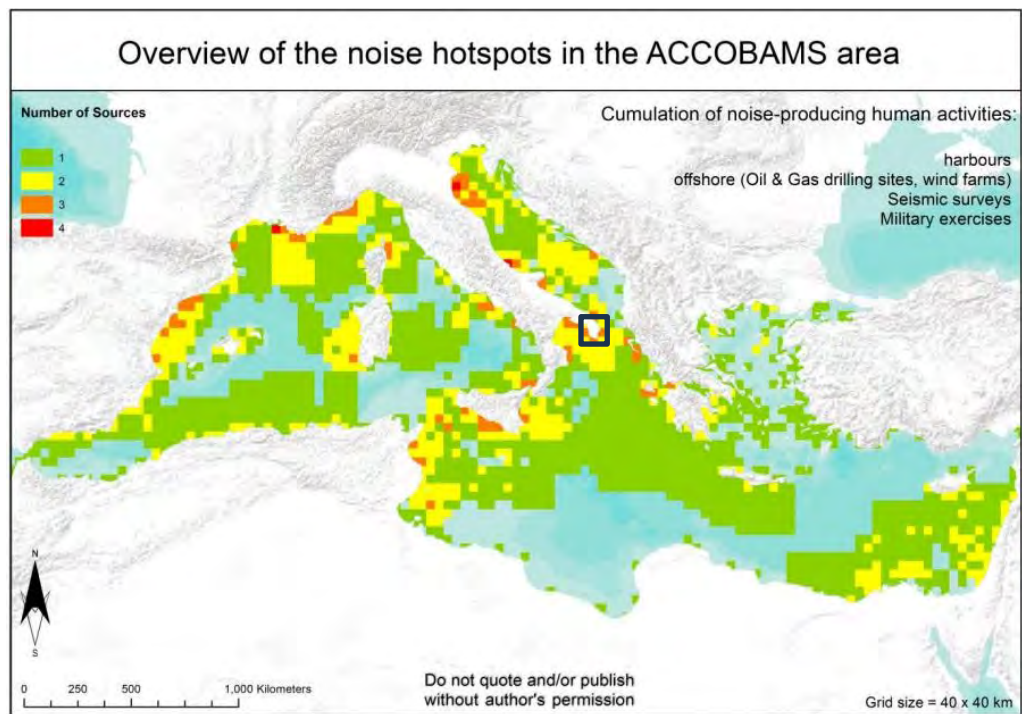 Overview of the noise hotspots in the ACCOBAMS area
Number of Sources
1
2
3
4
Cumulation of noise-producing human activities:
harbours
offshore (Oil & Gas drilling sites, wind farms)
Seismic surveys
Military exercises
N
S
0 250 500 1,000 Kilometers
Do not quote and/or publish
without author's permission
Grid size = 40 x 40 km